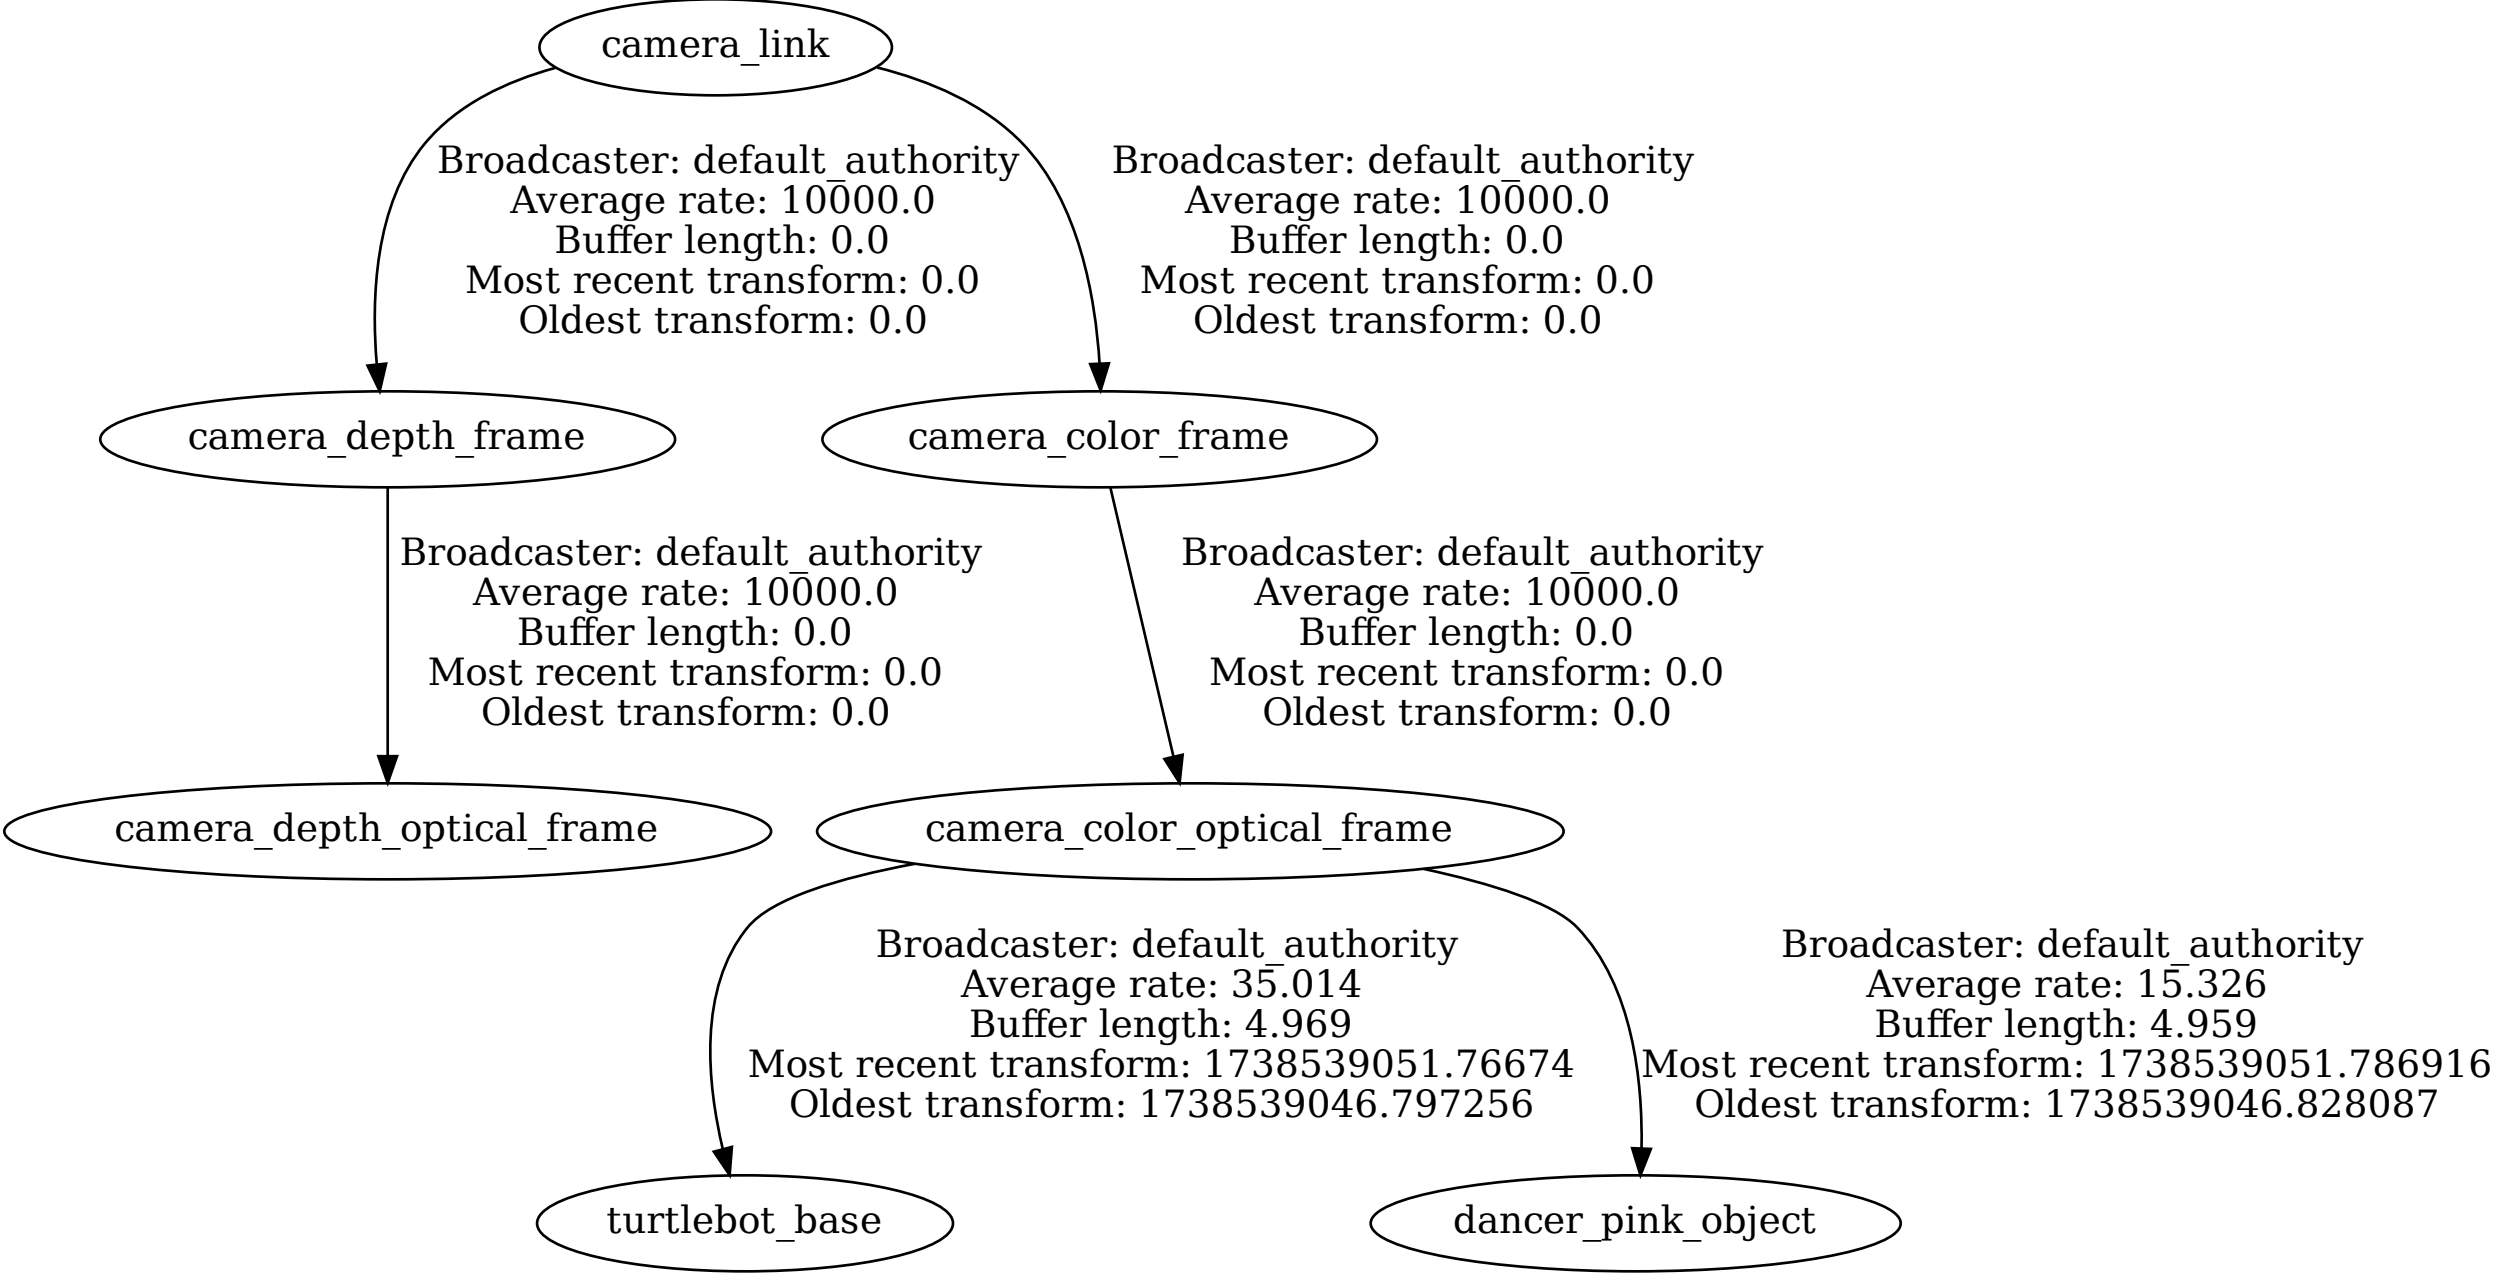 camera_link
Broadcaster: default_authority
Average rate: 10000.0
Buffer length: 0.0
Most recent transform: 0.0
Oldest transform: 0.0
Broadcaster: default_authority
Average rate: 10000.0
Buffer length: 0.0
Most recent transform: 0.0
Oldest transform: 0.0
camera_depth_frame
camera_color_frame
Broadcaster: default_authority
Average rate: 10000.0
Buffer length: 0.0
Most recent transform: 0.0
Oldest transform: 0.0
Broadcaster: default_authority
Average rate: 10000.0
Buffer length: 0.0
Most recent transform: 0.0
Oldest transform: 0.0
camera_depth_optical_frame
camera_color_optical_frame
Broadcaster: default_authority
Average rate: 35.014
Buffer length: 4.969
Most recent transform: 1738539051.76674
Oldest transform: 1738539046.797256
Broadcaster: default_authority
Average rate: 15.326
Buffer length: 4.959
Most recent transform: 1738539051.786916
Oldest transform: 1738539046.828087
turtlebot_base
dancer_pink_object